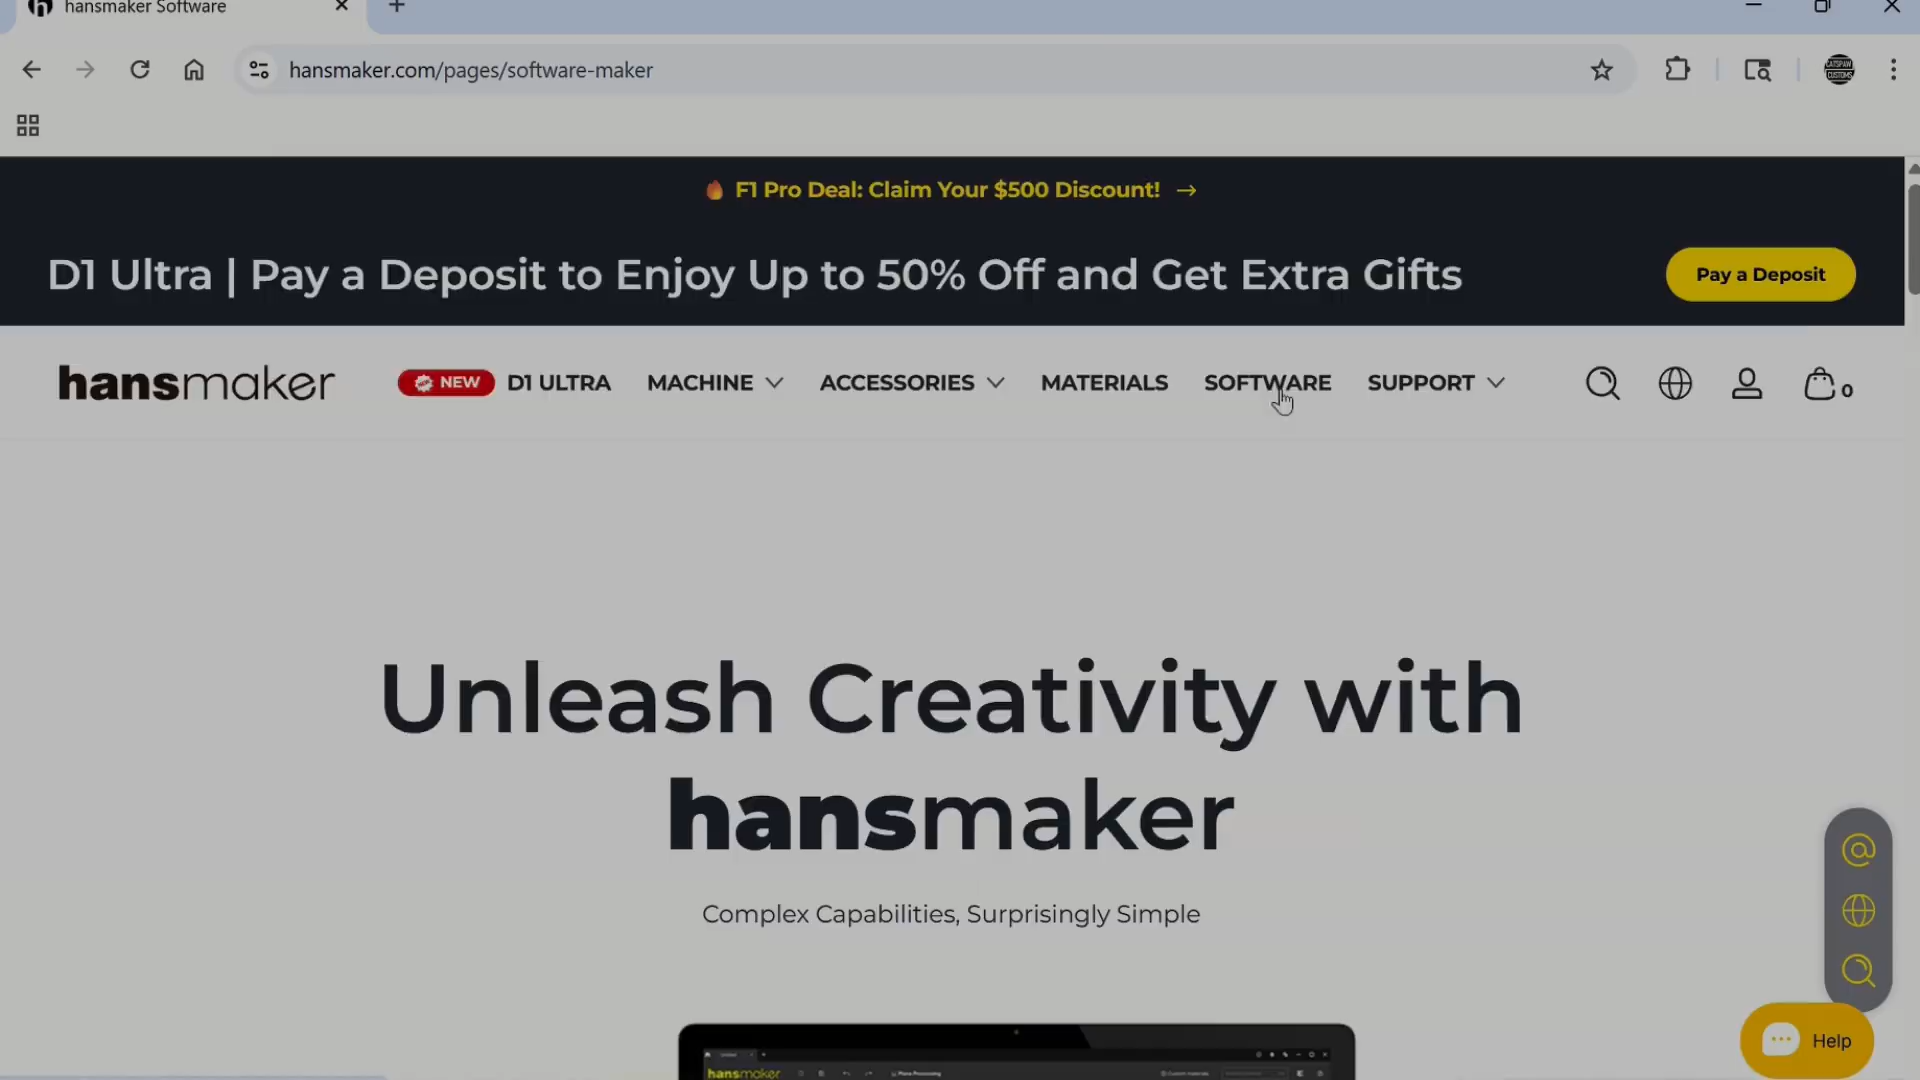 hansmaker Software
hansmaker.com/pages/software-maker
CATSPAW
CUSTOMS
F1 Pro Deal: Claim Your $500 Discount! →
D1 Ultra | Pay a Deposit to Enjoy Up to 50% Off and Get Extra Gifts
Pay a Deposit
hansmaker
NEW D1 ULTRA MACHINE ACCESSORIES MATERIALS SOFTWARE SUPPORT
0
Unleash Creativity with
hansmaker
Complex Capabilities, Surprisingly Simple
hansmaker
Help